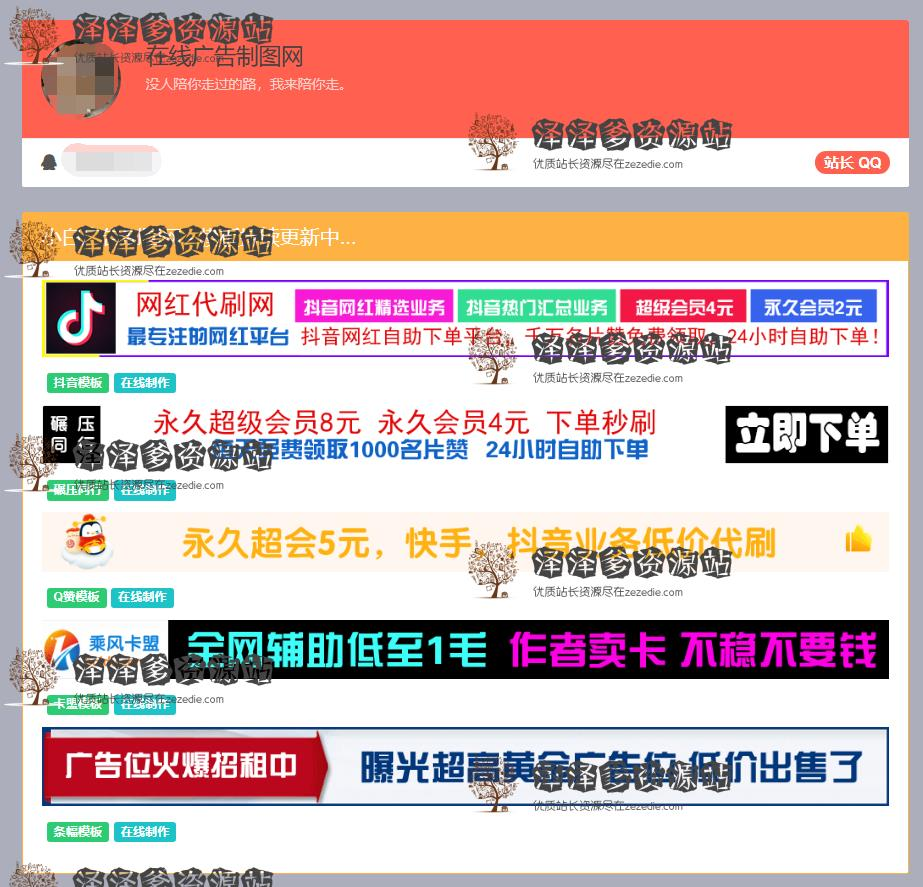 泽泽爹资源站
优质站长资源尽在zezedie.com
在线广告制图网
没人陪你走过的路，我来陪你走。
泽泽爹资源站
优质站长资源尽在zezedie.com
站长 QQ
泽泽爹资源站
续更新中...
优质站长资源尽在zezedie.com
网红代刷网 抖音网红精选业务 抖音热门汇总业务 超级会员4元 永久会员2元
最专注的网红平台 抖音网红自助下单平台，千万名片赞免费领取，24小时自助下单！
泽泽爹资源站
优质站长资源尽在zezedie.com
抖音模板 在线制作
碾压同行
永久超级会员8元 永久会员4元 下单秒刷
免费领取1000名片赞 24小时自助下单
立即下单
泽泽爹资源站
优质站长资源尽在zezedie.com
碾压同行 在线制作
永久超会5元，快手、抖音业务低价代刷
泽泽爹资源站
优质站长资源尽在zezedie.com
Q赞模板 在线制作
乘风卡盟
全网辅助低至1毛 作者卖卡 不稳不要钱
泽泽爹资源站
优质站长资源尽在zezedie.com
卡盟模板 在线制作
广告位火爆招租中 曝光超高黄金广告位 低价出售了
泽泽爹资源站
优质站长资源尽在zezedie.com
条幅模板 在线制作
泽泽爹资源站